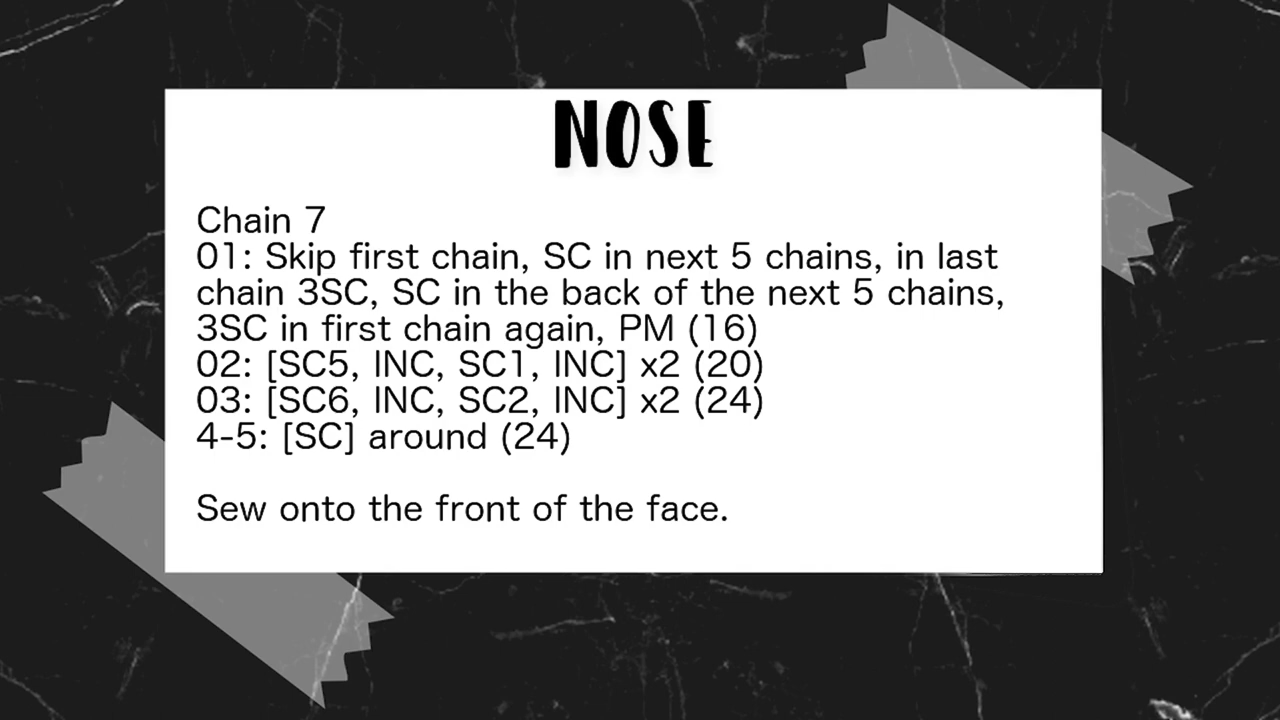 NOSE
Chain 7
01: Skip first chain, SC in next 5 chains, in last
chain 3SC, SC in the back of the next 5 chains,
3SC in first chain again, PM (16)
02: [SC5, INC, SC1, INC] x2 (20)
03: [SC6, INC, SC2, INC] x2 (24)
4-5: [SC] around (24)
Sew onto the front of the face.